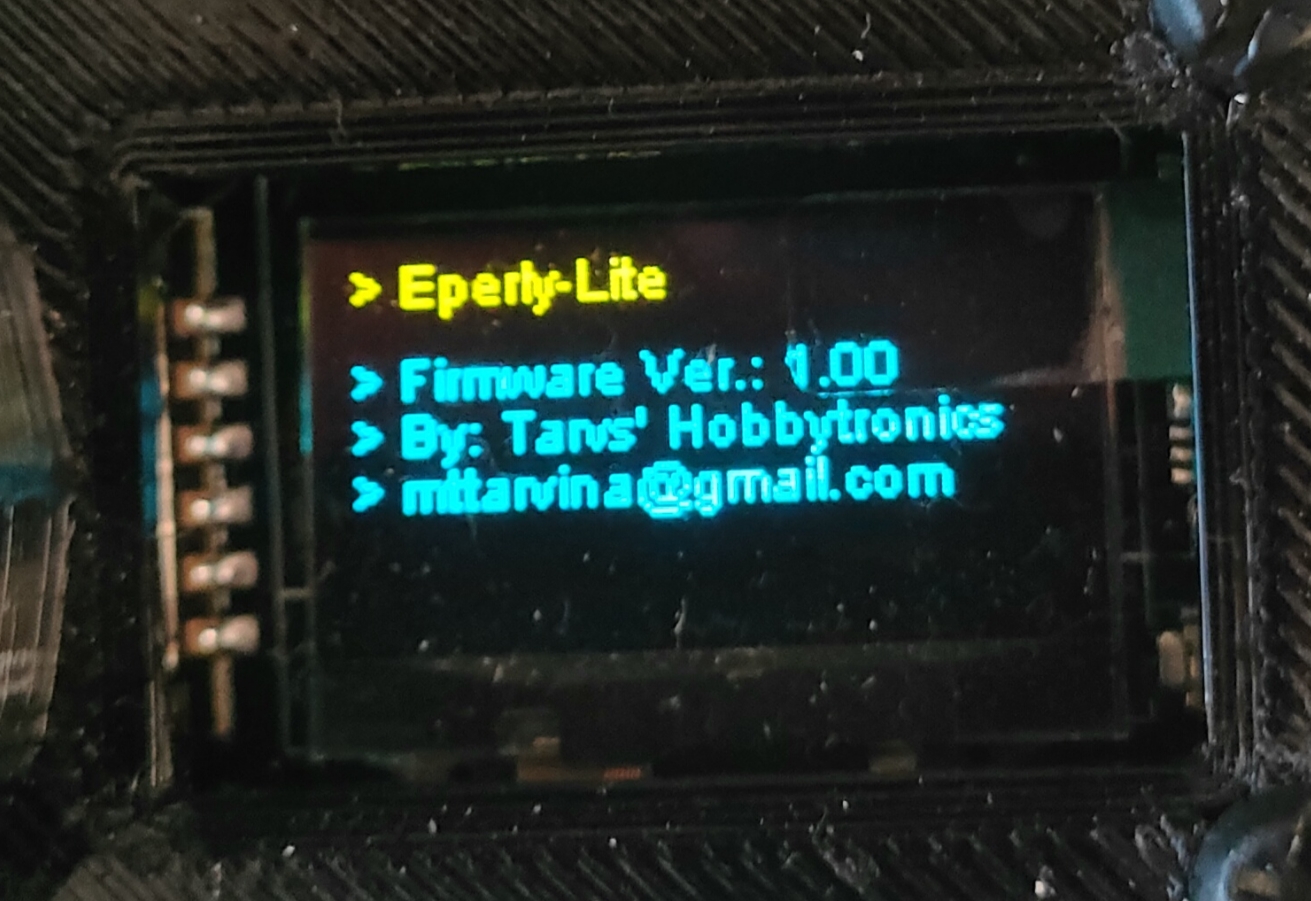 > Eperly-Lite
> Firmware Ver.: 1.00
> By: Tarvs' Hobbytronics
> mttarvina@gmail.com